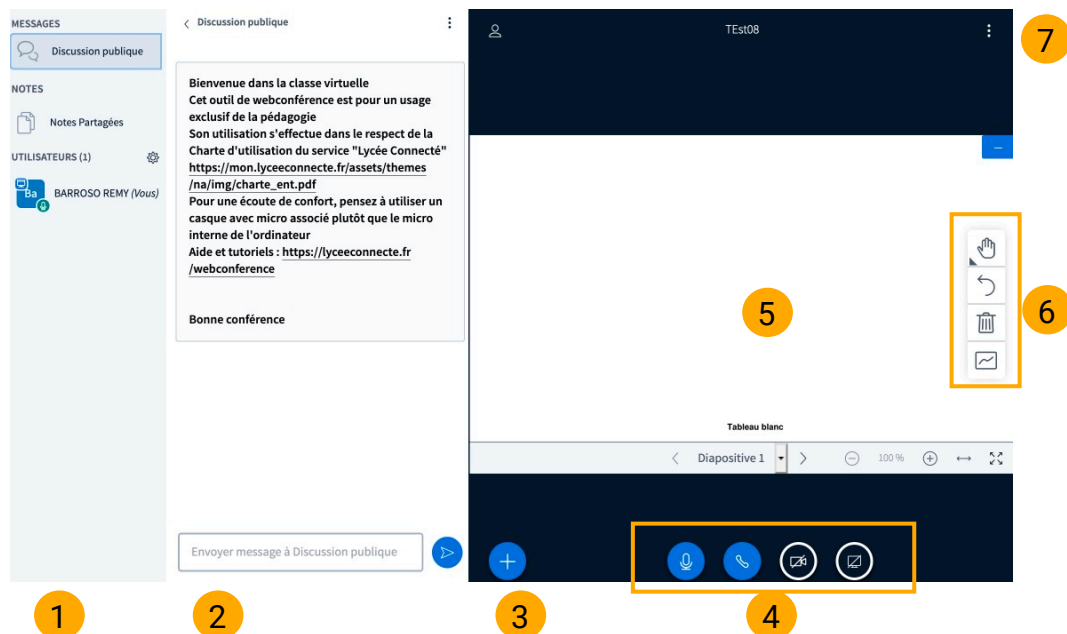 MESSAGES
Discussion publique
NOTES
Notes Partagées
UTILISATEURS (1)
Ba
BARROSO REMY (Vous)
Discussion publique
Bienvenue dans la classe virtuelle
Cet outil de webconférence est pour un usage
exclusif de la pédagogie
Son utilisation s'effectue dans le respect de la
Charte d'utilisation du service "Lycée Connecté"
https://mon.lyceeconnecte.fr/assets/themes
/na/img/charte_ent.pdf
Pour une écoute de confort, pensez à utiliser un
casque avec micro associé plutôt que le micro
interne de l'ordinateur
Aide et tutoriels : https://lyceeconnecte.fr
/webconference
Bonne conférence
Envoyer message à Discussion publique
TEst08
7
5
6
Tableau blanc
Diapositive 1
100 %
1
2
3
4